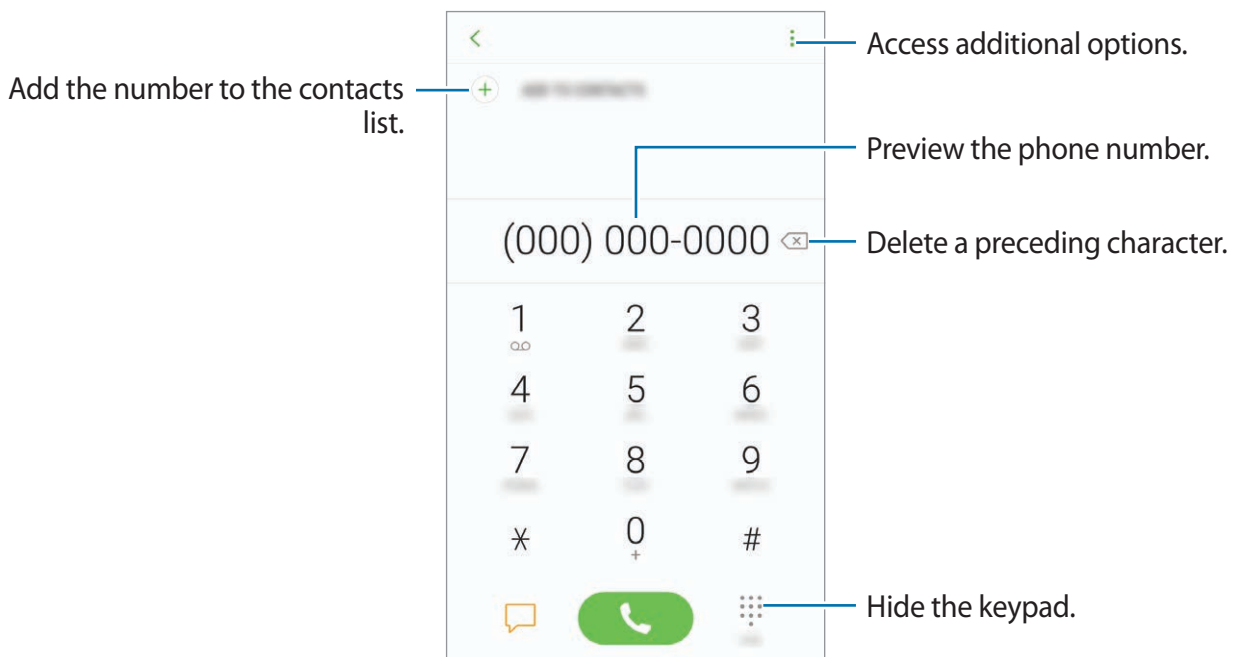 Access additional options.
Add the number to the contacts
list.
Preview the phone number.
(000) 000-0000
Delete a preceding character.
1 2 3
4 5 6
7 8 9
* 0 #
+
Hide the keypad.